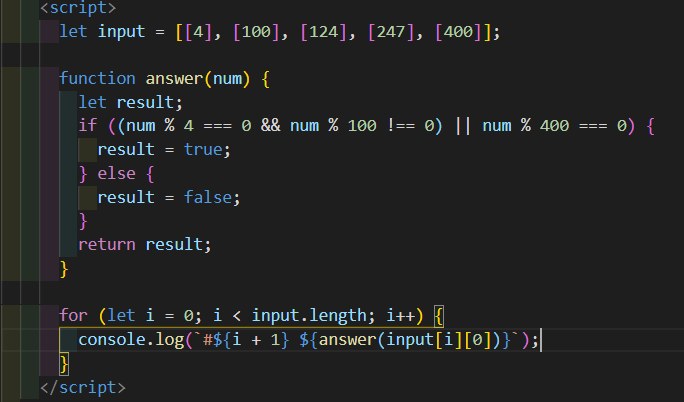 <script>
let input = [[4], [100], [124], [247], [400]];
function answer(num) {
let result;
if ((num % 4 === 0 && num % 100 !== 0) || num % 400 === 0) {
result = true;
} else {
result = false;
}
return result;
}
for (let i = 0; i < input.length; i++) {
console.log(`#${i + 1} ${answer(input[i][0])}`);
}
</script>